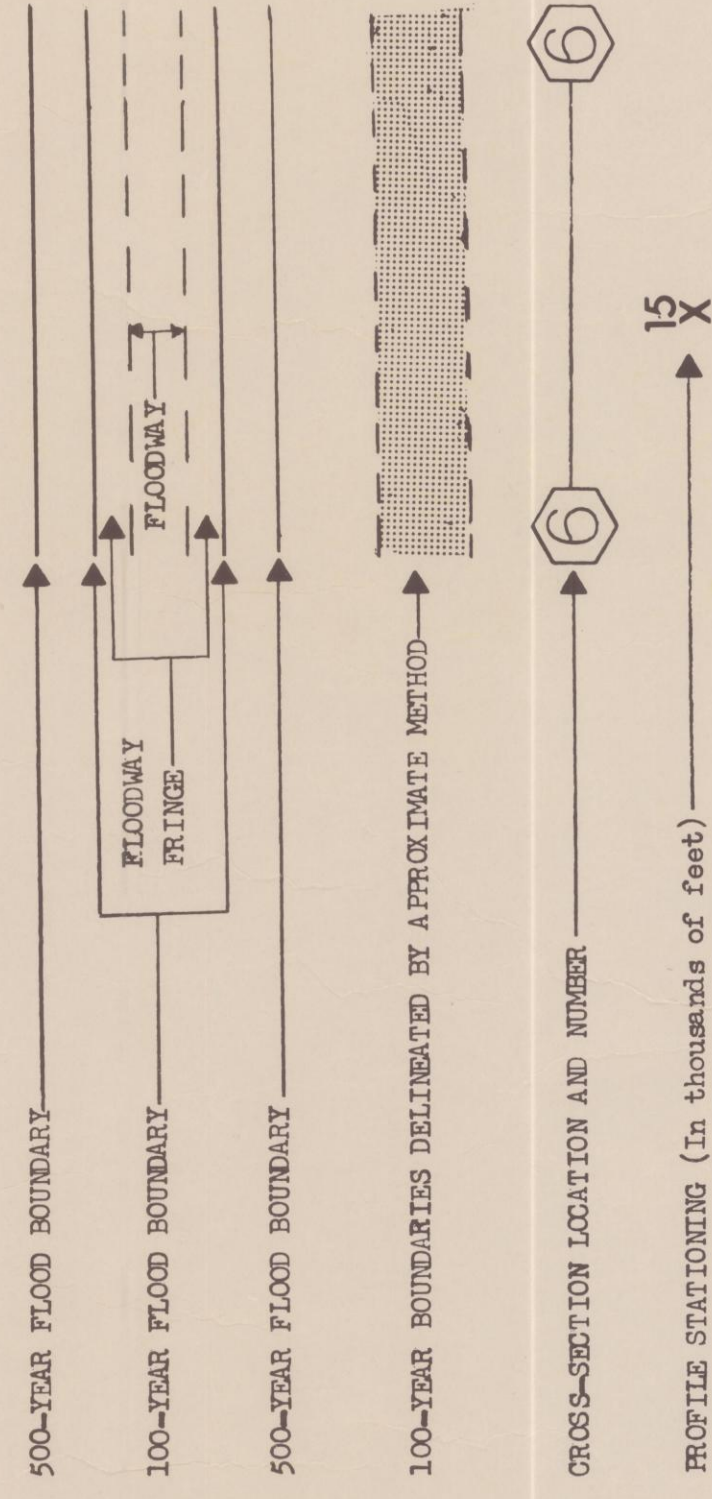 500-YEAR FLOOD BOUNDARY
100-YEAR FLOOD BOUNDARY
FLOODWAY
FRINGE
FLOODWAY
500-YEAR FLOOD BOUNDARY
100-YEAR BOUNDARIES DELINEATED BY APPROXIMATE METHOD
CROSS-SECTION LOCATION AND NUMBER
6
6
PROFILE STATIONING (In thousands of feet)
15
X